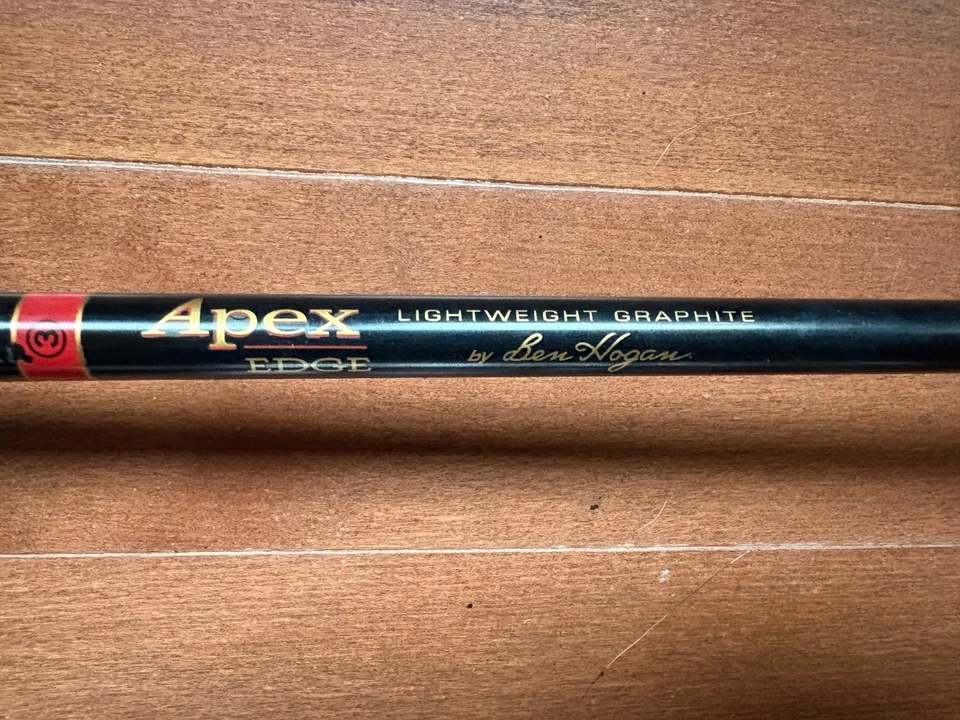 ③
Apex
EDGE
LIGHTWEIGHT GRAPHITE
by Ben Hogan